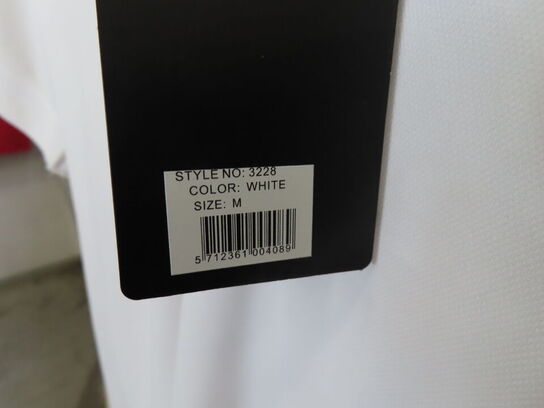 STYLE NO: 3228
COLOR: WHITE
SIZE: M
5 712361 004089